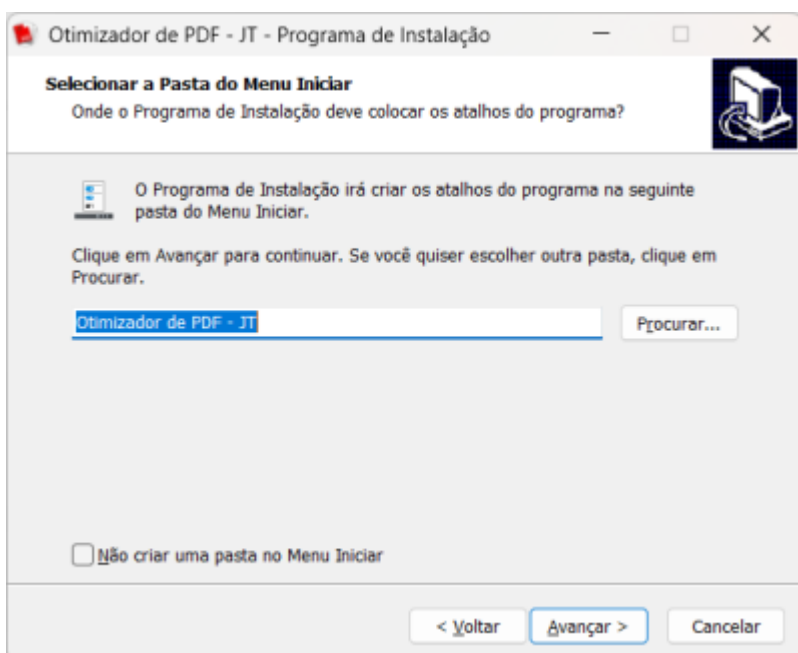 Otimizador de PDF - JT - Programa de Instalação
Selecionar a Pasta do Menu Iniciar
Onde o Programa de Instalação deve colocar os atalhos do programa?
O Programa de Instalação irá criar os atalhos do programa na seguinte
pasta do Menu Iniciar.
Clique em Avançar para continuar. Se você quiser escolher outra pasta, clique em
Procurar.
Otimizador de PDF - JT
Procurar...
Não criar uma pasta no Menu Iniciar
< Voltar Avançar > Cancelar